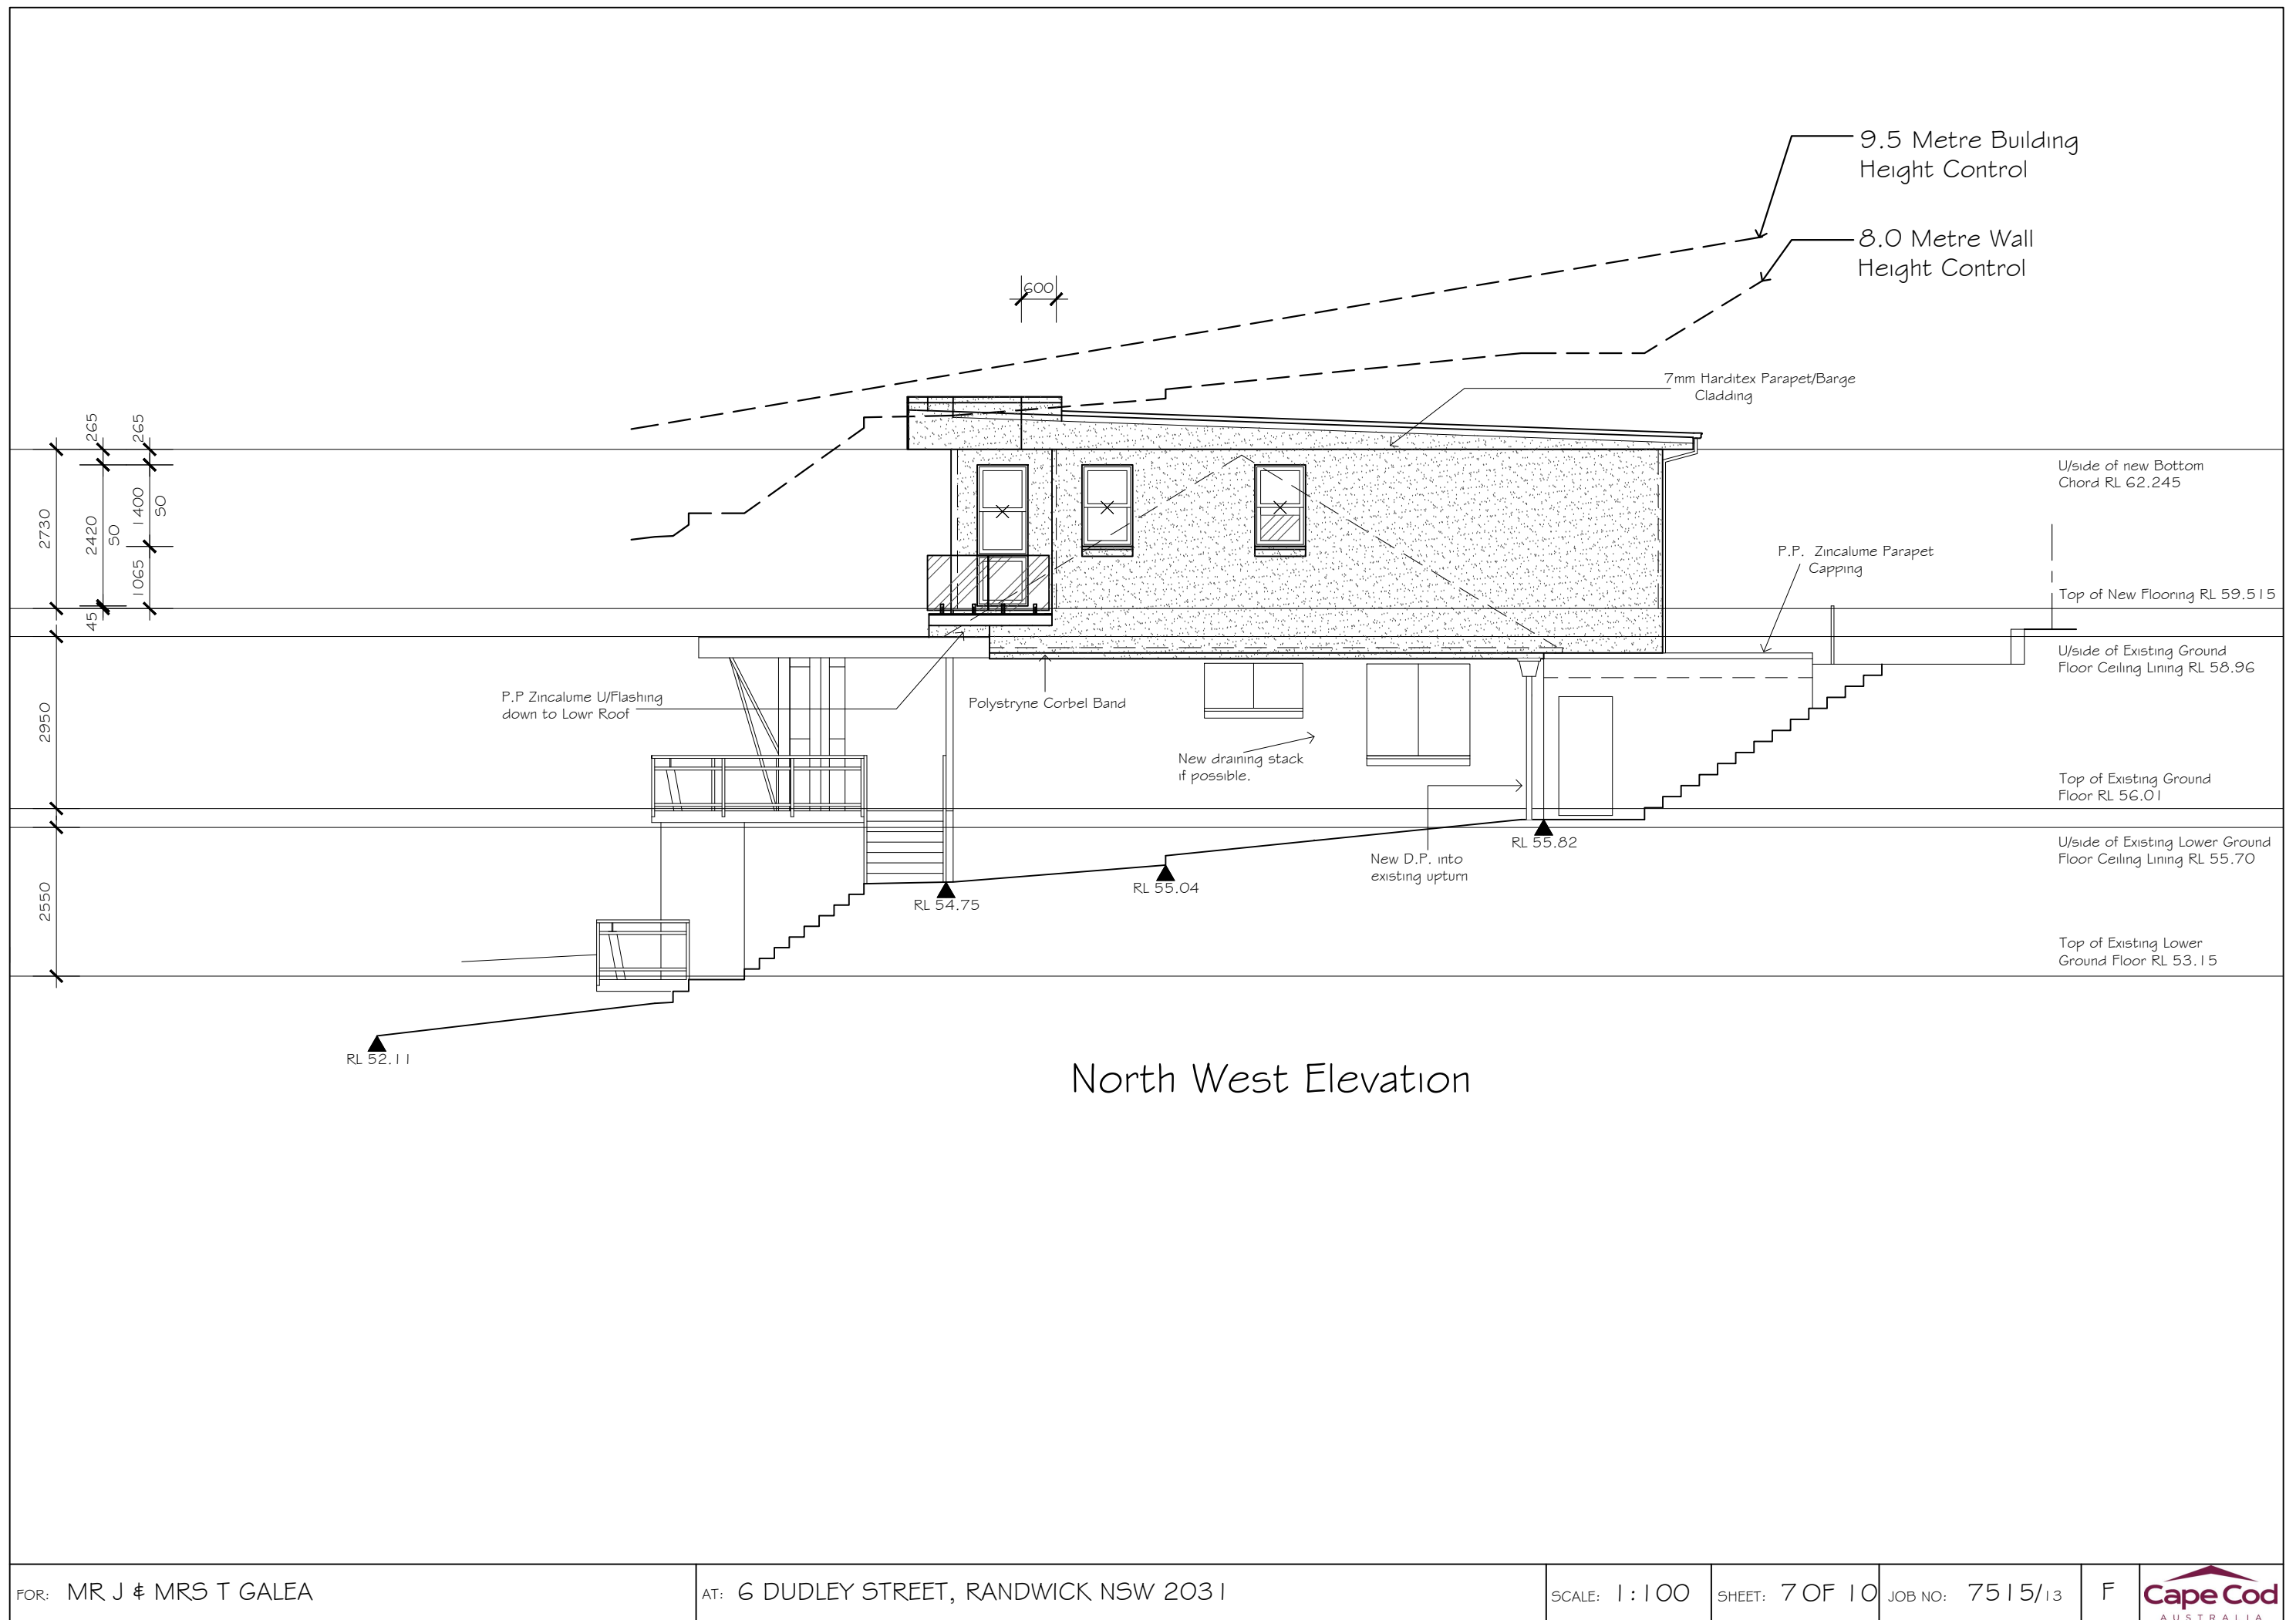 9.5 Metre Building
Height Control
8.0 Metre Wall
Height Control
600
7mm Harditex Parapet/Barge
Cladding
265
265
2730
2420
50
1400
50
1065
45
U/side of new Bottom
Chord RL 62.245
P.P. Zincalume Parapet
Capping
Top of New Flooring RL 59.515
U/side of Existing Ground
Floor Ceiling Lining RL 58.96
P.P Zincalume U/Flashing
down to Lowr Roof
Polystryne Corbel Band
2950
New draining stack
if possible.
Top of Existing Ground
Floor RL 56.01
RL 55.82
U/side of Existing Lower Ground
Floor Ceiling Lining RL 55.70
New D.P. into
existing upturn
RL 55.04
RL 54.75
2550
Top of Existing Lower
Ground Floor RL 53.15
RL 52.11
North West Elevation
FOR: MR J & MRS T GALEA
AT: 6 DUDLEY STREET, RANDWICK NSW 2031
SCALE: 1:100
SHEET: 7 OF 10
JOB NO: 7515/13
F
Cape Cod
AUSTRALIA